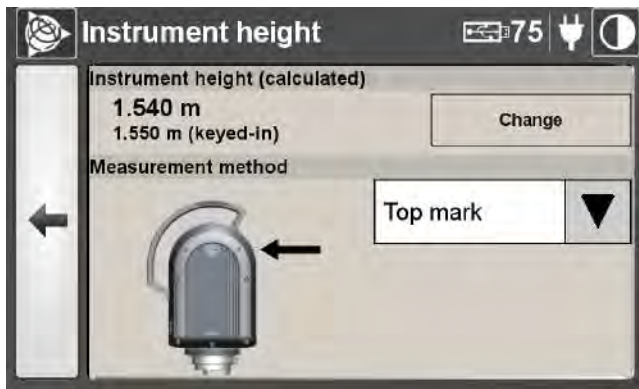 Instrument height
75
Instrument height (calculated)
1.540 m
1.550 m (keyed-in)
Change
Measurement method
Top mark